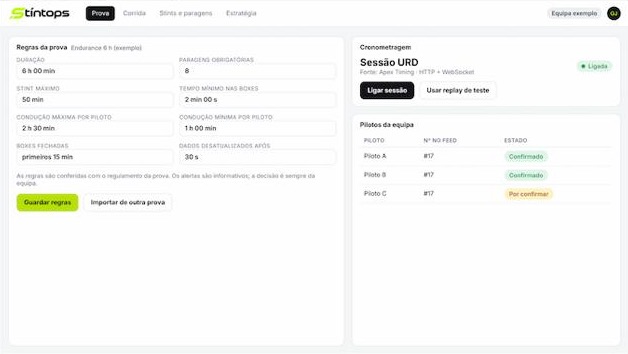 Stintops
Prova
Corrida
Stints e paragens
Estratégia
Equipa exemplo
GJ
Regras da prova Endurance 6 h (exemplo)
DURAÇÃO
6 h 00 min
PARAGENS OBRIGATÓRIAS
8
STINT MÁXIMO
50 min
TEMPO MÍNIMO NAS BOXES
2 min 00 s
CONDUÇÃO MÁXIMA POR PILOTO
2 h 30 min
CONDUÇÃO MÍNIMA POR PILOTO
1 h 00 min
BOXES FECHADAS
primeiros 15 min
DADOS DESATUALIZADOS APÓS
30 s
As regras são conferidas com o regulamento da prova. Os alertas são informativos; a decisão é sempre da
equipa.
Guardar regras
Importar de outra prova
Cronometragem
Sessão URD
Fonte: Apex Timing · HTTP + WebSocket
Ligada
Ligar sessão
Usar replay de teste
Pilotos da equipa
PILOTO Nº NO FEED ESTADO
Piloto A #17 Confirmado
Piloto B #17 Confirmado
Piloto C #17 Por confirmar